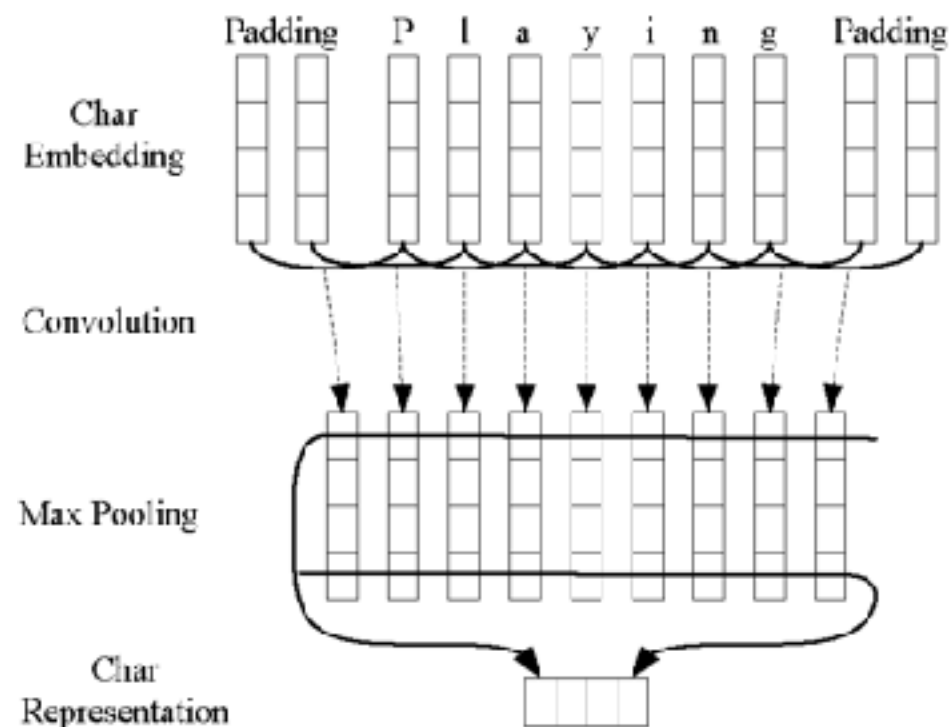 Padding P l a y i n g Padding
Char
Embedding
Convolution
Max Pooling
Char
Representation